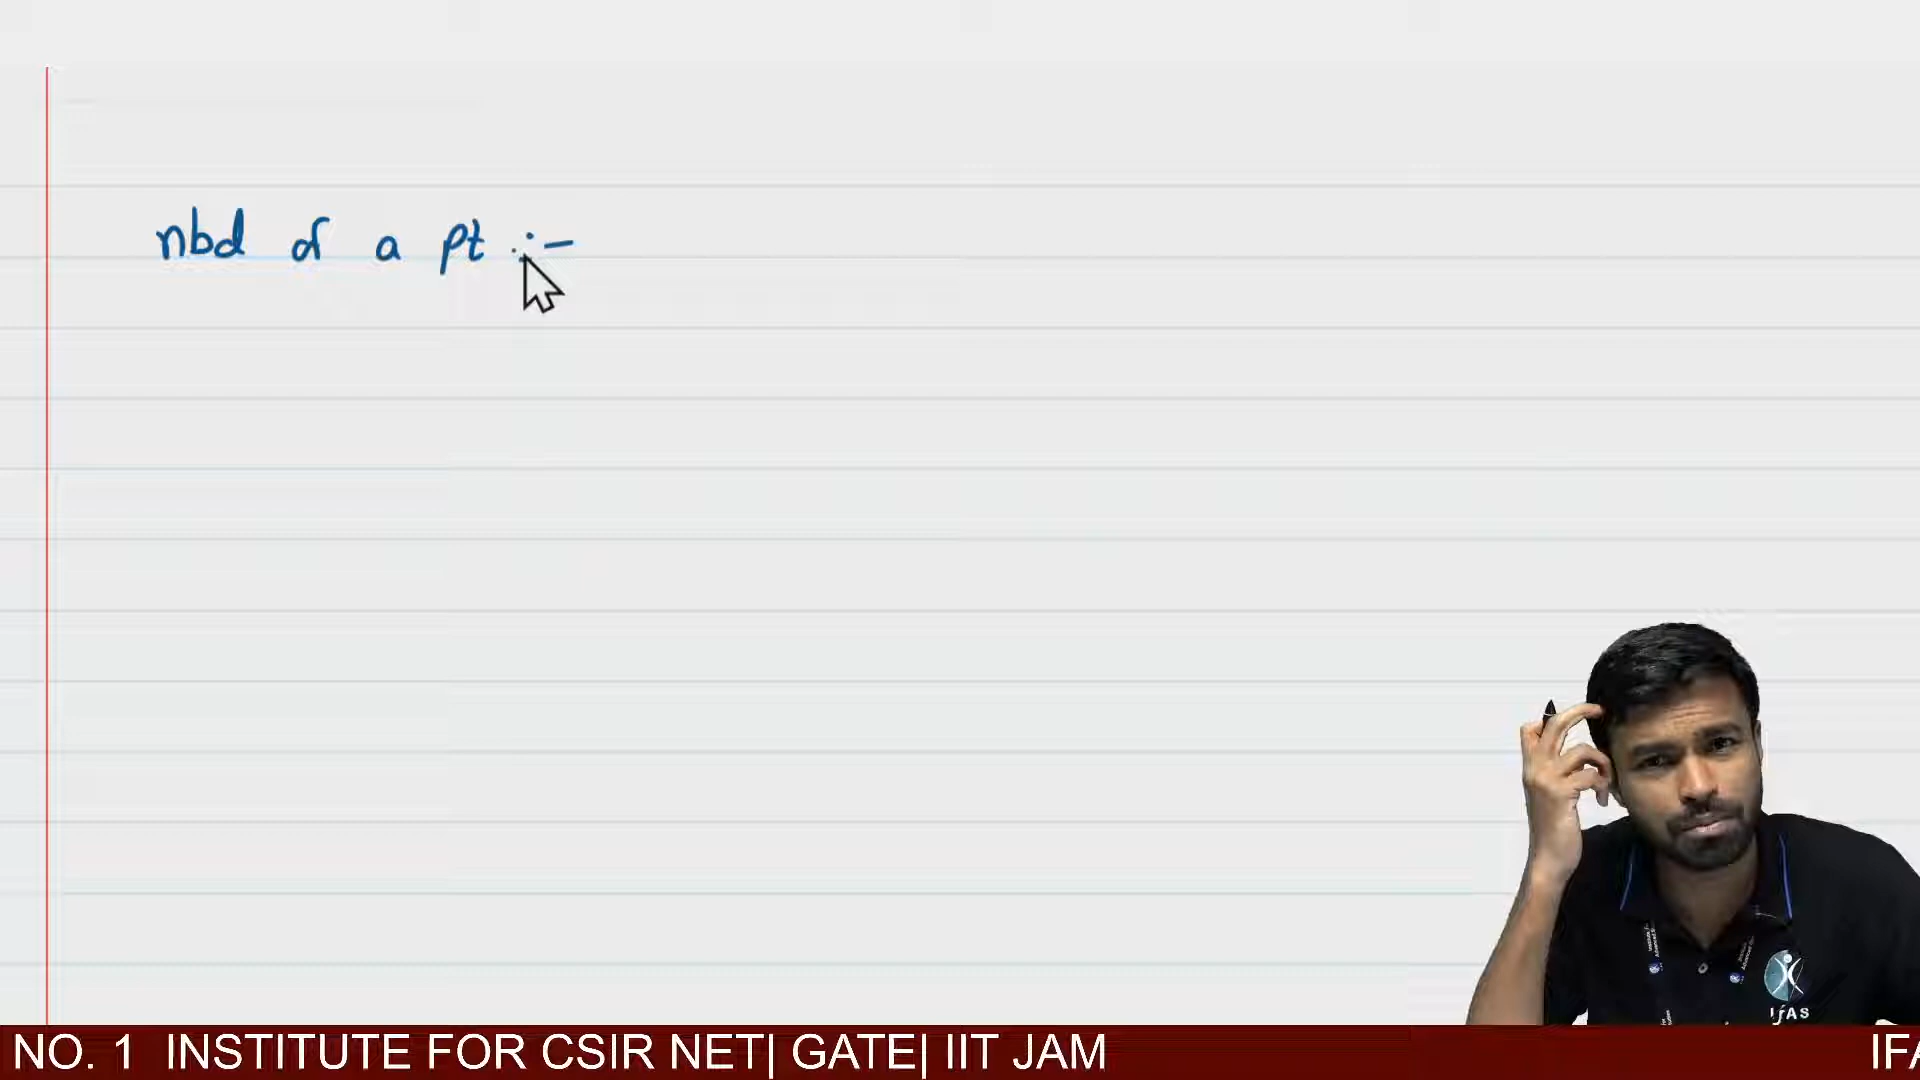 nbd of a pt :-
IFAS
NO. 1 INSTITUTE FOR CSIR NET| GATE| IIT JAM IFA